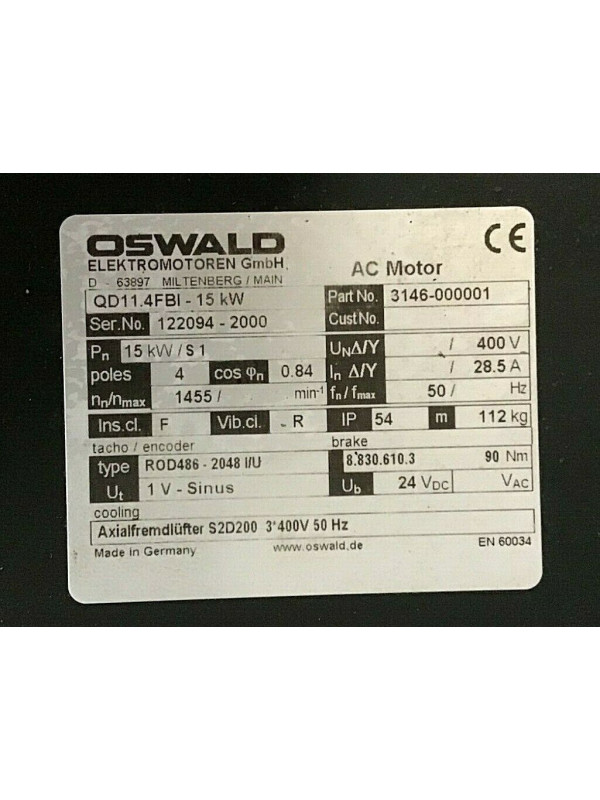 OSWALD
CE
ELEKTROMOTOREN GmbH.
AC Motor
D - 63897 MILTENBERG / MAIN
QD11.4FBI - 15 kW
Part No. 3146-000001
Ser.No. 122094 - 2000
Cust No.
Pn 15 kW / S 1
UN∆/Y / 400 V
poles 4 cos φn 0.84
In ∆/Y / 28.5 A
nn/nmax 1455 / min-1
fn / fmax 50 / Hz
Ins.cl. F Vib.cl. - R IP 54 m 112 kg
tacho / encoder
brake
type ROD486 - 2048 I/U
8.830.610.3 90 Nm
Ut 1 V - Sinus
Ub 24 VDC VAC
cooling
Axialfremdlüfter S2D200 3*400V 50 Hz
Made in Germany www.oswald.de EN 60034